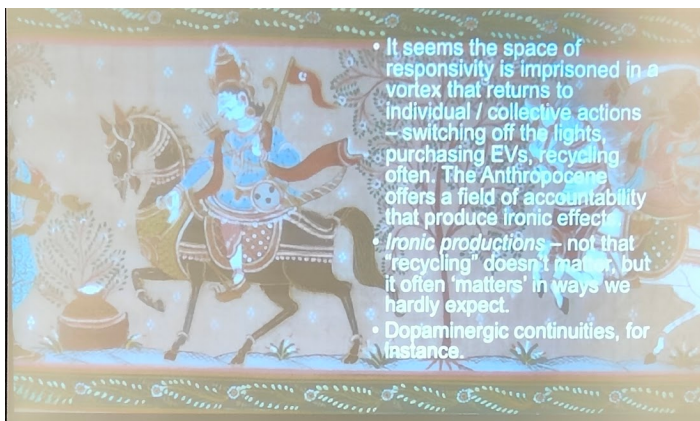 • It seems the space of
responsivity is imprisoned in a
vortex that returns to
individual / collective actions
– switching off the lights,
purchasing EVs, recycling
often. The Anthropocene
offers a field of accountability
that produce ironic effects.
• Ironic productions – not that
"recycling" doesn't matter, but
it often 'matters' in ways we
hardly expect.
• Dopaminergic continuities, for
instance.